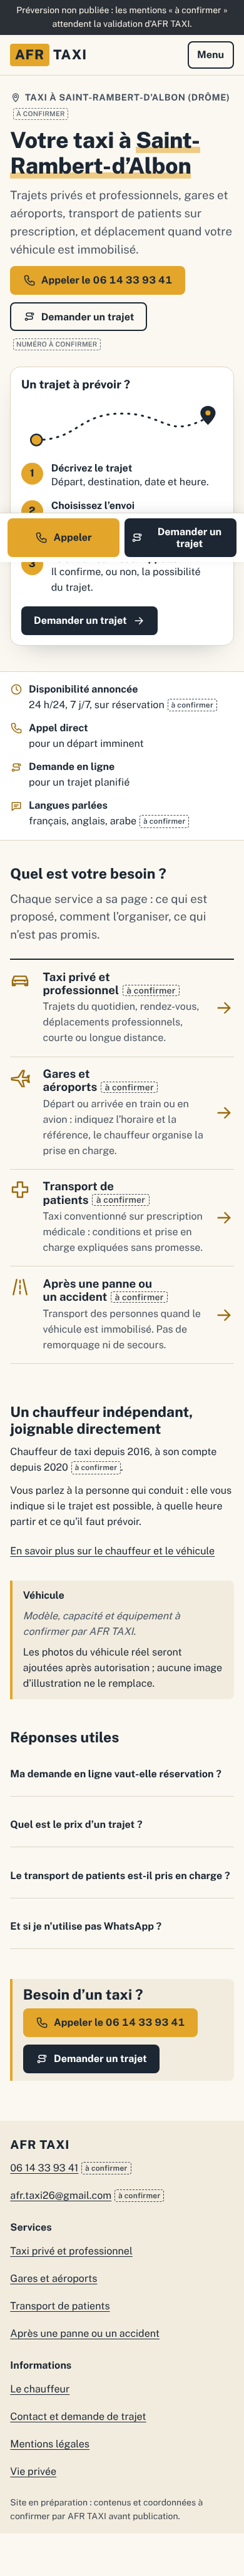 Préversion non publiée : les mentions « à confirmer »
attendent la validation d'AFR TAXI.
AFR TAXI
Menu
TAXI À SAINT-RAMBERT-D'ALBON (DRÔME)
À CONFIRMER
Votre taxi à Saint-
Rambert-d’Albon
Trajets privés et professionnels, gares et
aéroports, transport de patients sur
prescription, et déplacement quand votre
véhicule est immobilisé.
Appeler le 06 14 33 93 41
Demander un trajet
NUMÉRO À CONFIRMER
Un trajet à prévoir ?
1
Décrivez le trajet
Départ, destination, date et heure.
2
Choisissez l’envoi
Appeler
Demander un
trajet
3
Il confirme, ou non, la possibilité
du trajet.
Demander un trajet
Disponibilité annoncée
24 h/24, 7 j/7, sur réservation à confirmer
Appel direct
pour un départ imminent
Demande en ligne
pour un trajet planifié
Langues parlées
français, anglais, arabe à confirmer
Quel est votre besoin ?
Chaque service a sa page : ce qui est
proposé, comment l’organiser, ce qui
n’est pas promis.
Taxi privé et
professionnel à confirmer
Trajets du quotidien, rendez-vous,
déplacements professionnels,
courte ou longue distance.
Gares et
aéroports à confirmer
Départ ou arrivée en train ou en
avion : indiquez l’horaire et la
référence, le chauffeur organise la
prise en charge.
Transport de
patients à confirmer
Taxi conventionné sur prescription
médicale : conditions et prise en
charge expliquées sans promesse.
Après une panne ou
un accident à confirmer
Transport des personnes quand le
véhicule est immobilisé. Pas de
remorquage ni de secours.
Un chauffeur indépendant,
joignable directement
Chauffeur de taxi depuis 2016, à son compte
depuis 2020 à confirmer.
Vous parlez à la personne qui conduit : elle vous
indique si le trajet est possible, à quelle heure
partir et ce qu’il faut prévoir.
En savoir plus sur le chauffeur et le véhicule
Véhicule
Modèle, capacité et équipement à
confirmer par AFR TAXI.
Les photos du véhicule réel seront
ajoutées après autorisation ; aucune image
d’illustration ne le remplace.
Réponses utiles
Ma demande en ligne vaut-elle réservation ?
Quel est le prix d’un trajet ?
Le transport de patients est-il pris en charge ?
Et si je n’utilise pas WhatsApp ?
Besoin d’un taxi ?
Appeler le 06 14 33 93 41
Demander un trajet
AFR TAXI
06 14 33 93 41 à confirmer
afr.taxi26@gmail.com à confirmer
Services
Taxi privé et professionnel
Gares et aéroports
Transport de patients
Après une panne ou un accident
Informations
Le chauffeur
Contact et demande de trajet
Mentions légales
Vie privée
Site en préparation : contenus et coordonnées à
confirmer par AFR TAXI avant publication.